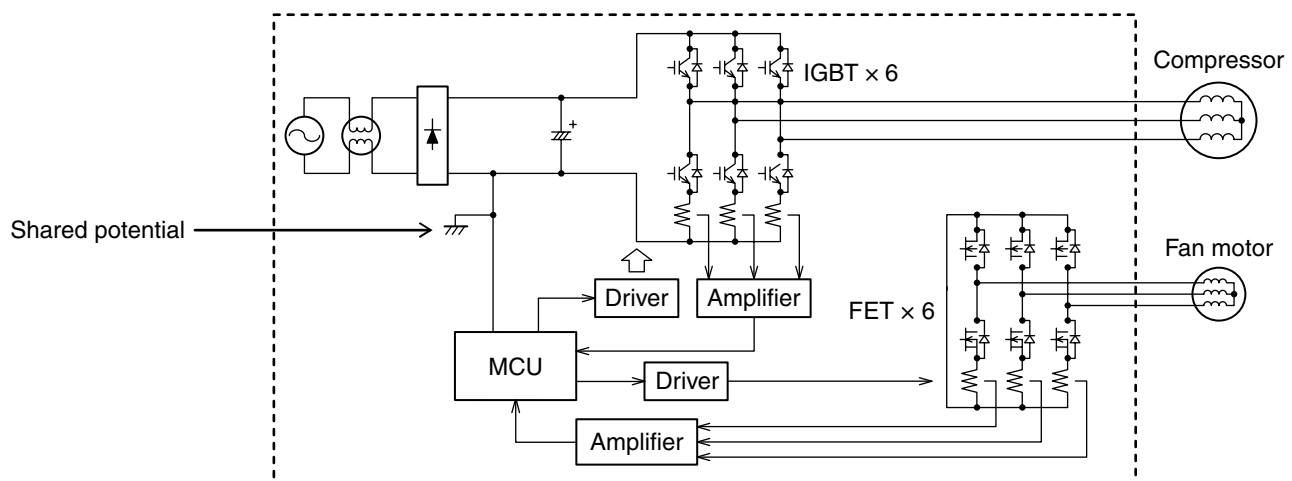 IGBT × 6
Compressor
Shared potential
Driver
Amplifier
FET × 6
Fan motor
MCU
Driver
Amplifier
+